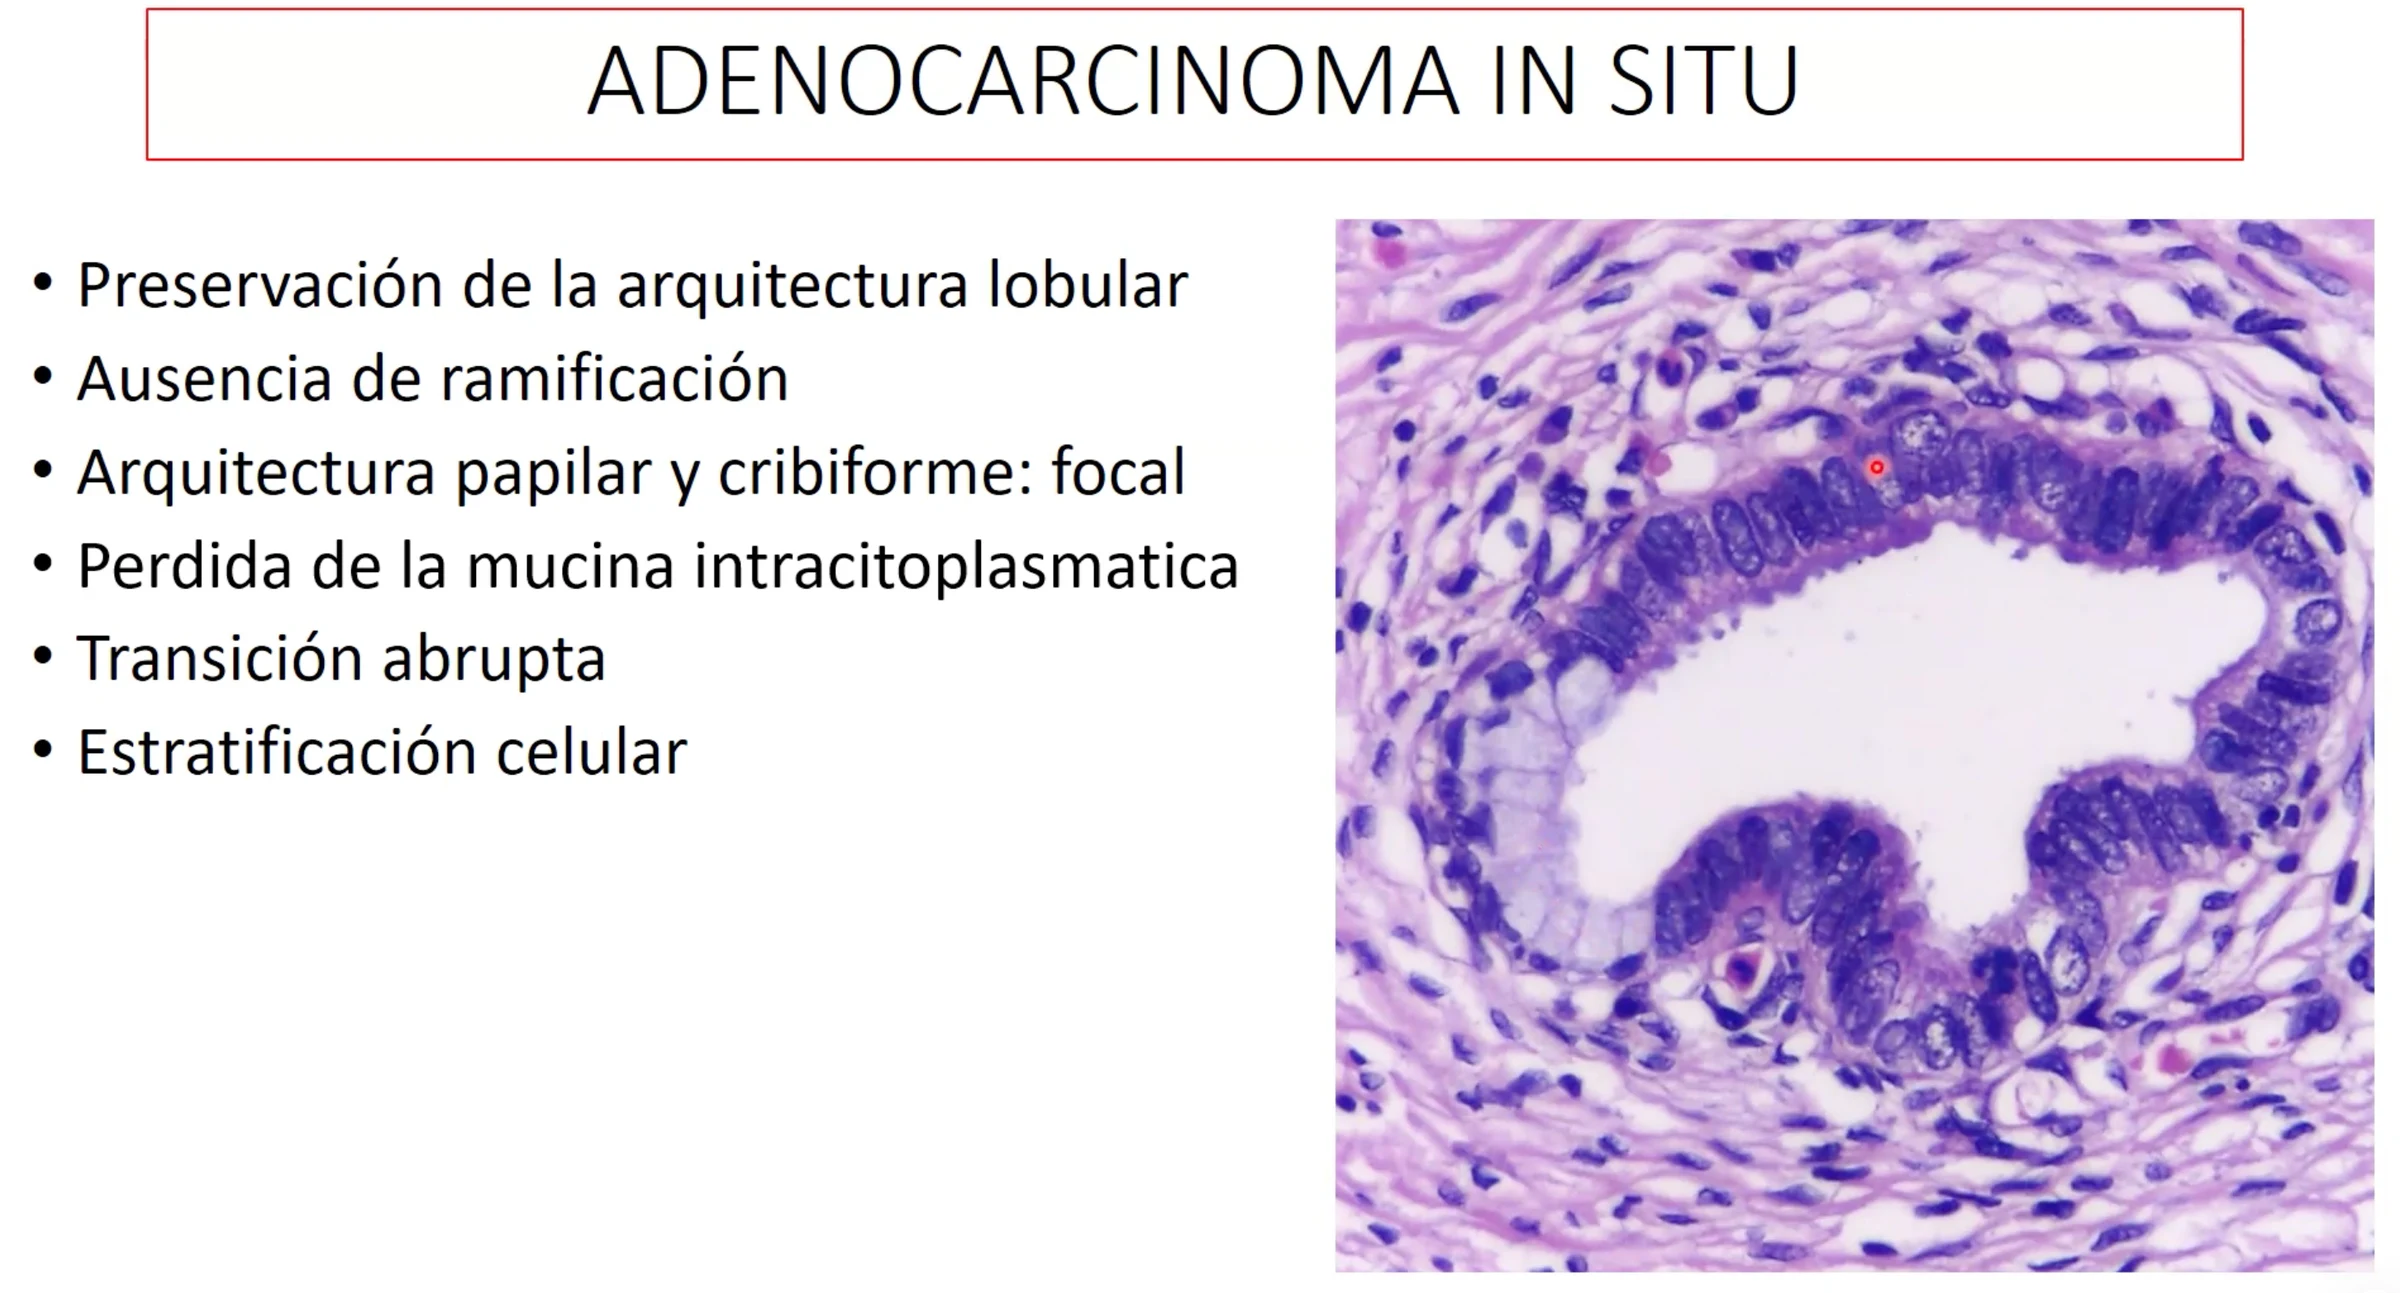 ADENOCARCINOMA IN SITU
• Preservación de la arquitectura lobular
• Ausencia de ramificación
• Arquitectura papilar y cribiforme: focal
• Perdida de la mucina intracitoplasmatica
• Transición abrupta
• Estratificación celular